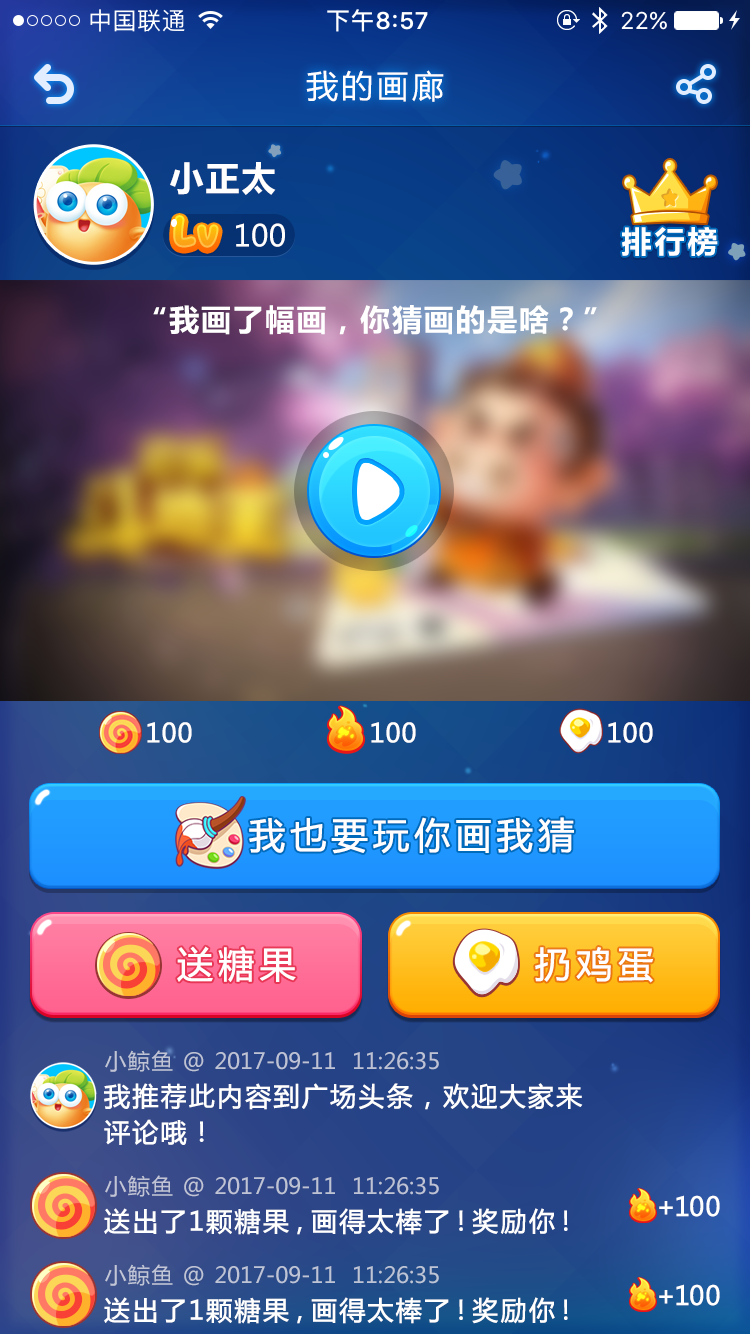 中国联通 下午8:57 22%
我的画廊
小正太
LV 100
排行榜
“我画了幅画，你猜画的是啥？”
100 100 100
我也要玩你画我猜
送糖果 扔鸡蛋
小鲸鱼 @ 2017-09-11 11:26:35
我推荐此内容到广场头条，欢迎大家来
评论哦！
小鲸鱼 @ 2017-09-11 11:26:35
送出了1颗糖果，画得太棒了！奖励你！ +100
小鲸鱼 @ 2017-09-11 11:26:35
送出了1颗糖果，画得太棒了！奖励你！ +100